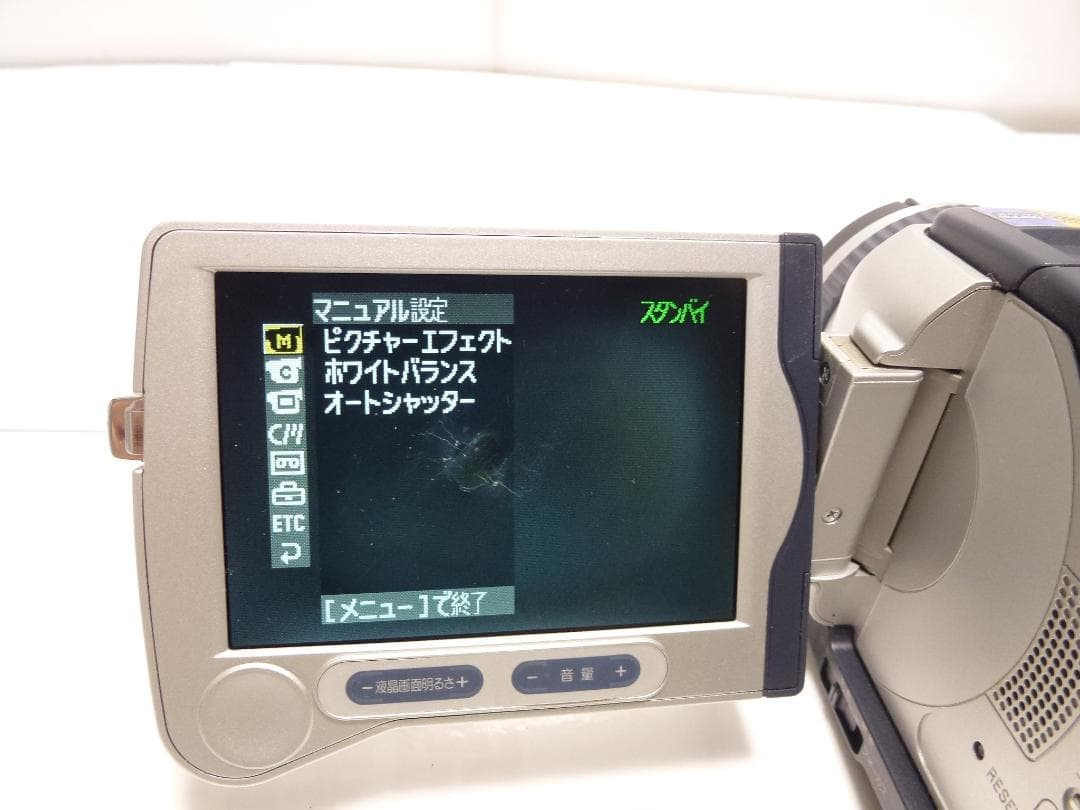 マニュアル設定
スタンバイ
M
ピクチャーエフェクト
C
ホワイトバランス
オートシャッター
ETC
[メニュー]で終了
−液晶画面明るさ+
− 音量 +
RESE